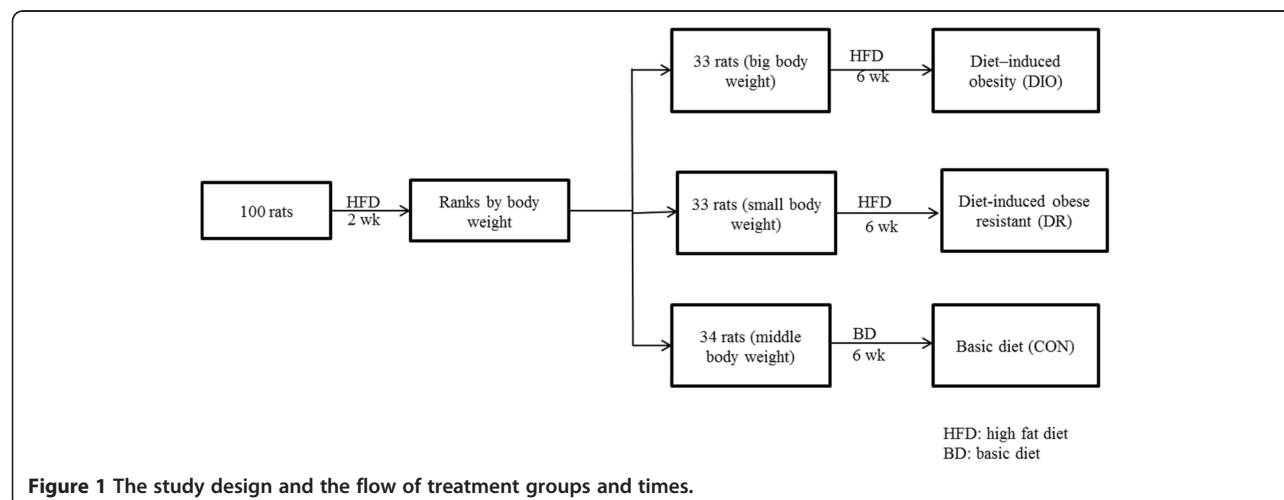 100 rats
HFD
2 wk
Ranks by body
weight
33 rats (big body
weight)
HFD
6 wk
Diet–induced
obesity (DIO)
33 rats (small body
weight)
HFD
6 wk
Diet-induced obese
resistant (DR)
34 rats (middle
body weight)
BD
6 wk
Basic diet (CON)
HFD: high fat diet
BD: basic diet
Figure 1 The study design and the flow of treatment groups and times.